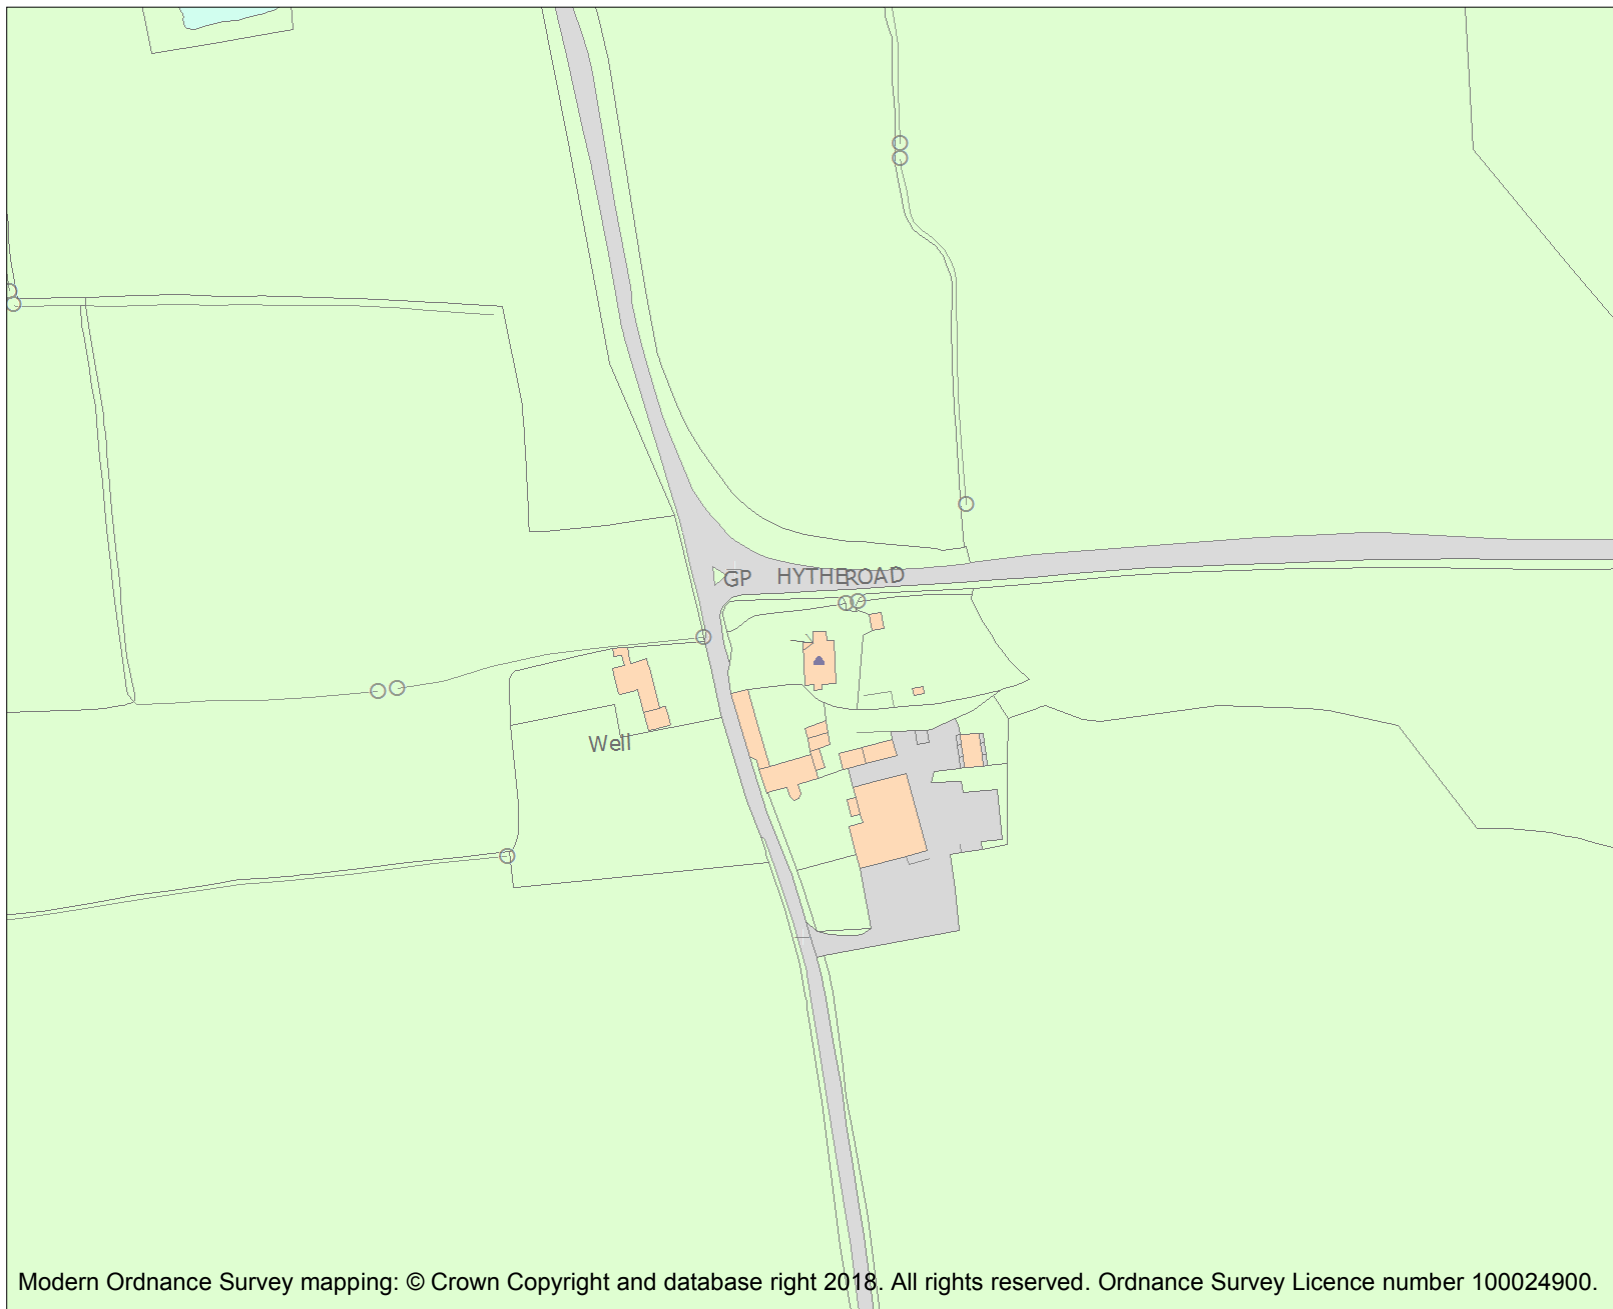 GP HYTHE ROAD
Well
Modern Ordnance Survey mapping: © Crown Copyright and database right 2018. All rights reserved. Ordnance Survey Licence number 100024900.